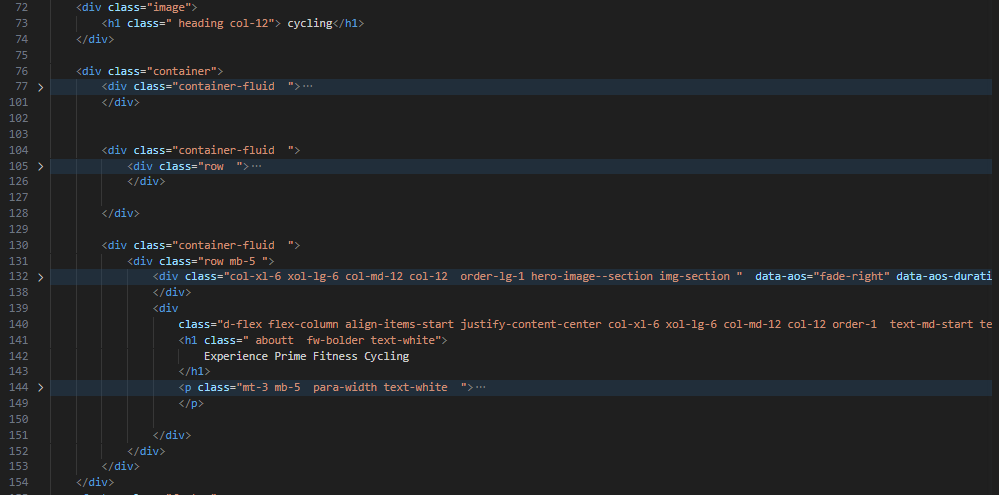 72 <div class="image">
73 <h1 class=" heading col-12"> cycling</h1>
74 </div>
75
76 <div class="container">
77 > <div class="container-fluid  ">···
101 </div>
102
103
104 <div class="container-fluid  ">
105 > <div class="row  ">···
126 </div>
127
128 </div>
129
130 <div class="container-fluid  ">
131 <div class="row mb-5 ">
132 > <div class="col-xl-6 xol-lg-6 col-md-12 col-12  order-lg-1 hero-image--section img-section "  data-aos="fade-right" data-aos-durati
138 </div>
139 <div
140 class="d-flex flex-column align-items-start justify-content-center col-xl-6 xol-lg-6 col-md-12 col-12 order-1  text-md-start te
141 <h1 class=" aboutt  fw-bolder text-white">
142 Experience Prime Fitness Cycling
143 </h1>
144 > <p class="mt-3 mb-5  para-width text-white  ">···
149 </p>
150
151 </div>
152 </div>
153 </div>
154 </div>